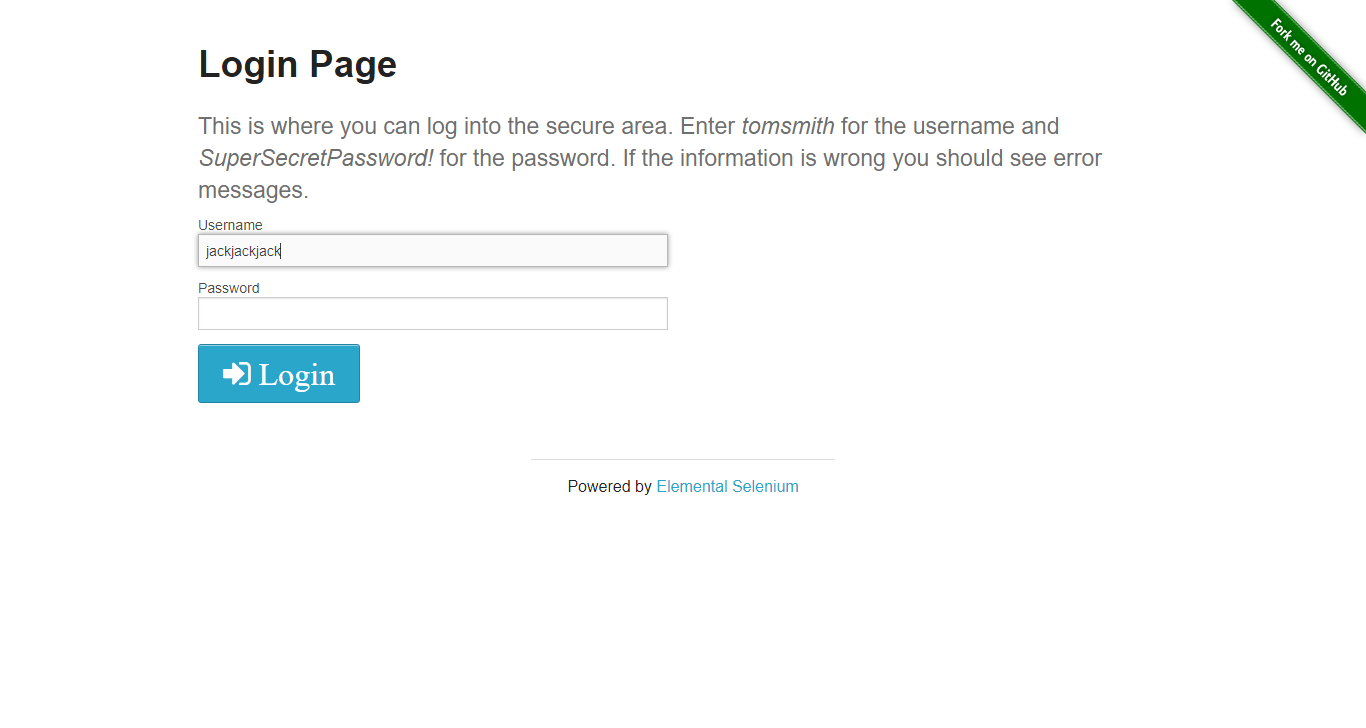 Fork me on GitHub
Login Page
This is where you can log into the secure area. Enter tomsmith for the username and
SuperSecretPassword! for the password. If the information is wrong you should see error
messages.
Username
jackjackjack
Password
Login
Powered by Elemental Selenium